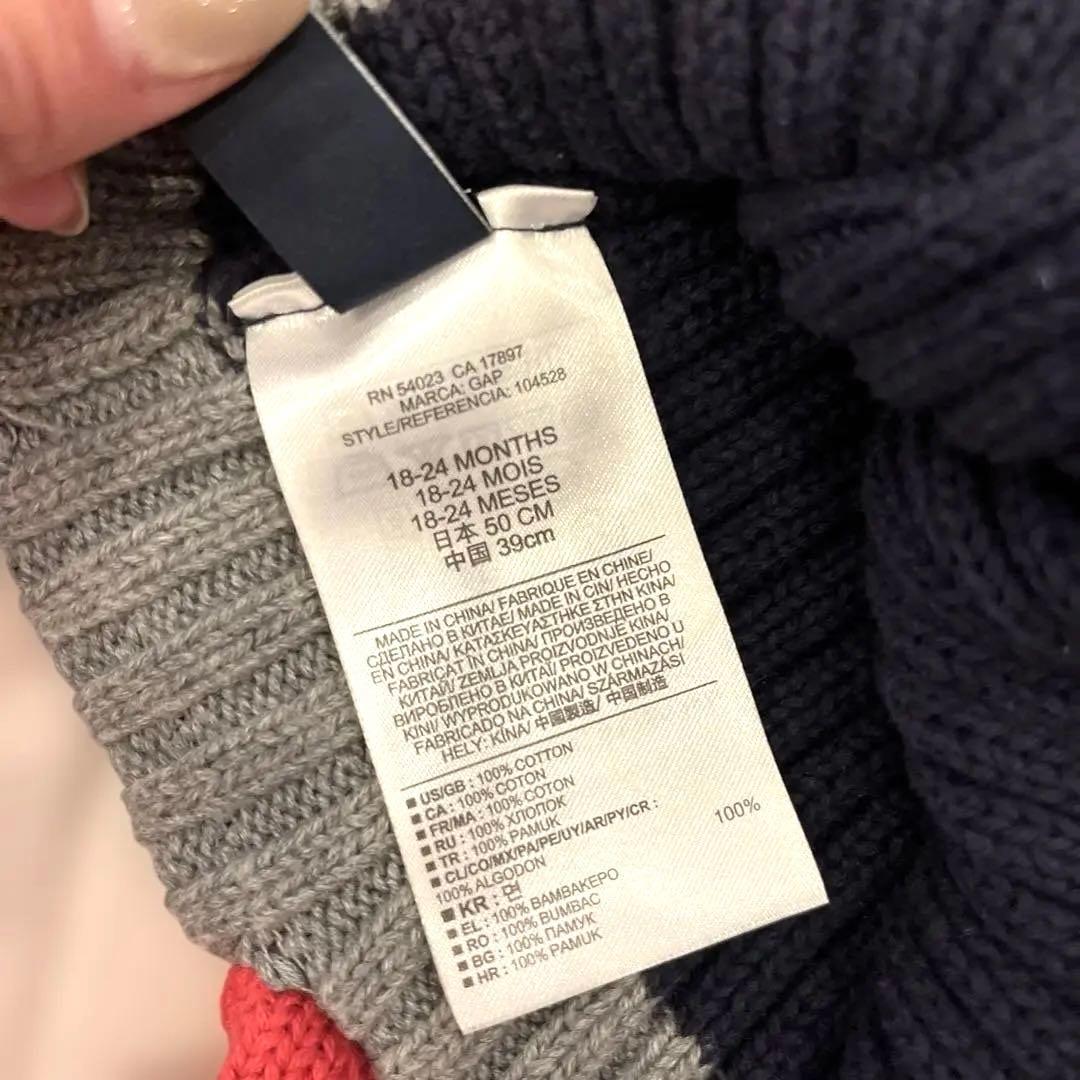 RN 54023 CA 17897
MARCA: GAP
STYLE/REFERENCIA: 104528
18-24 MONTHS
18-24 MOIS
18-24 MESES
日本 50 CM
中国 39cm
MADE IN CHINA/ FABRIQUE EN CHINE/
СДЕЛАНО В КИТАЕ/ MADE IN CIN/ HECHO
EN CHINA/ ΚΑΤΑΣΚΕΥΑΣΤΗΚΕ ΣΤΗΝ ΚΙΝΑ/
FABRICAT IN CHINA/ ПРОИЗВЕДЕНО В
КИТАЙ/ ZEMLJA PROIZVODNJE KINA/
ВИРОБЛЕНО В КИТАЇ/ PROIZVEDENO U
KINI/ WYPRODUKOWANO W CHINACH/
FABRICADO NA CHINA/ SZÁRMAZÁSI
HELY: KÍNA/ 中國製造/ 中国制造
■ US/GB : 100% COTTON
■ CA : 100% COTON
■ FR/MA : 100% COTON
■ RU : 100% ХЛОПОК
■ TR : 100% PAMUK
■ CL/CO/MX/PA/PE/UY/AR/PY/CR :
100% ALGODON
■ KR : 면 100%
■ EL : 100% ΒΑΜΒΑΚΕΡΟ
■ RO : 100% BUMBAC
■ BG : 100% ПАМУК
■ HR : 100% PAMUK